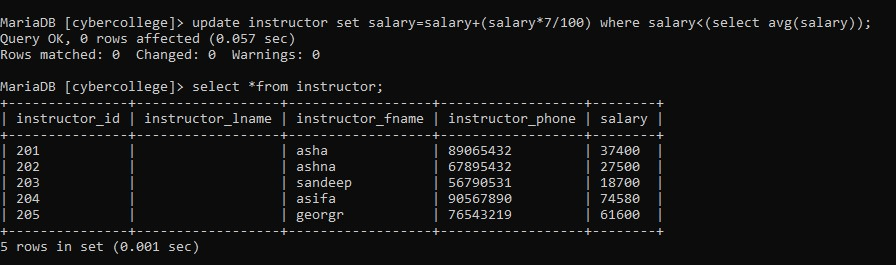 MariaDB [cybercollege]> update instructor set salary=salary+(salary*7/100) where salary<(select avg(salary));
Query OK, 0 rows affected (0.057 sec)
Rows matched: 0  Changed: 0  Warnings: 0

MariaDB [cybercollege]> select *from instructor;
+---------------+------------------+------------------+------------------+--------+
| instructor_id | instructor_lname | instructor_fname | instructor_phone | salary |
+---------------+------------------+------------------+------------------+--------+
| 201           |                  | asha             | 89065432         | 37400  |
| 202           |                  | ashna            | 67895432         | 27500  |
| 203           |                  | sandeep          | 56790531         | 18700  |
| 204           |                  | asifa            | 90567890         | 74580  |
| 205           |                  | georgr           | 76543219         | 61600  |
+---------------+------------------+------------------+------------------+--------+
5 rows in set (0.001 sec)